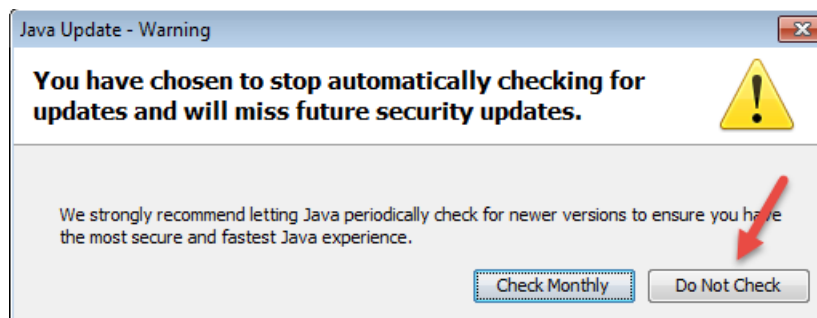 Java Update - Warning
You have chosen to stop automatically checking for
updates and will miss future security updates.
We strongly recommend letting Java periodically check for newer versions to ensure you have
the most secure and fastest Java experience.
Check Monthly
Do Not Check